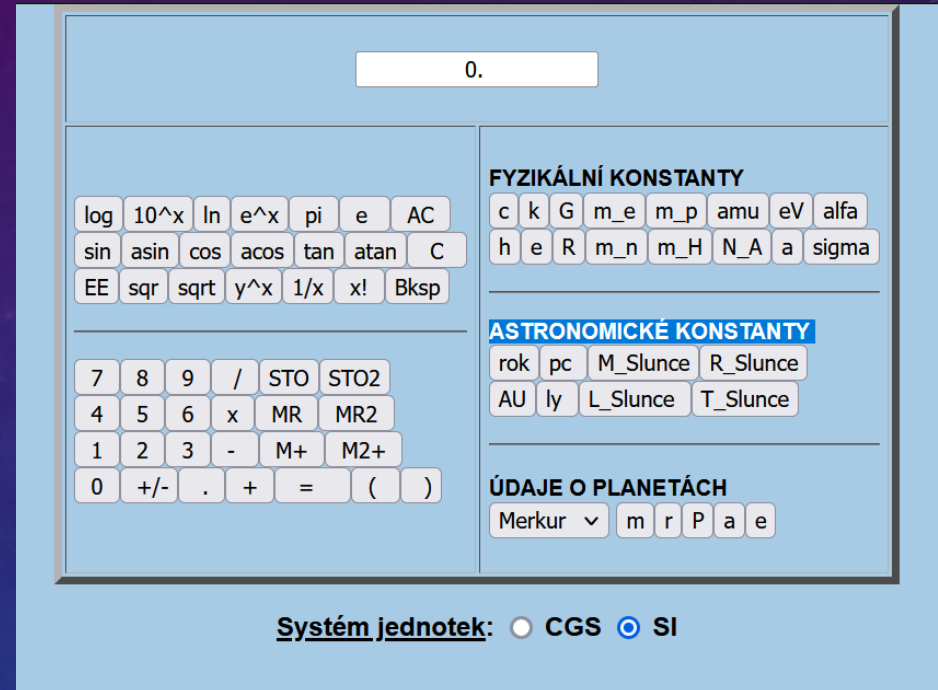 0.
log 10^x ln e^x pi e AC
sin asin cos acos tan atan C
EE sqr sqrt y^x 1/x x! Bksp
7 8 9 / STO STO2
4 5 6 x MR MR2
1 2 3 - M+ M2+
0 +/- . + = ( )
FYZIKÁLNÍ KONSTANTY
c k G m_e m_p amu eV alfa
h e R m_n m_H N_A a sigma
ASTRONOMICKÉ KONSTANTY
rok pc M_Slunce R_Slunce
AU ly L_Slunce T_Slunce
ÚDAJE O PLANETÁCH
Merkur m r P a e
Systém jednotek: CGS SI